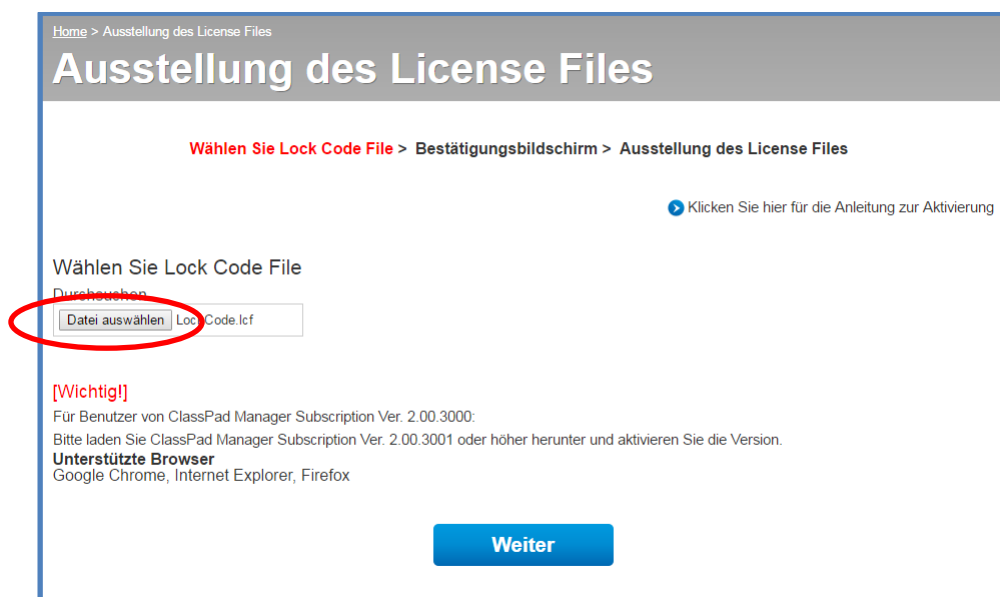 Home > Ausstellung des License Files
Ausstellung des License Files
Wählen Sie Lock Code File > Bestätigungsbildschirm > Ausstellung des License Files
Klicken Sie hier für die Anleitung zur Aktivierung
Wählen Sie Lock Code File
Durchsuchen
Datei auswählen LockCode.lcf
[Wichtig!]
Für Benutzer von ClassPad Manager Subscription Ver. 2.00.3000:
Bitte laden Sie ClassPad Manager Subscription Ver. 2.00.3001 oder höher herunter und aktivieren Sie die Version.
Unterstützte Browser
Google Chrome, Internet Explorer, Firefox
Weiter